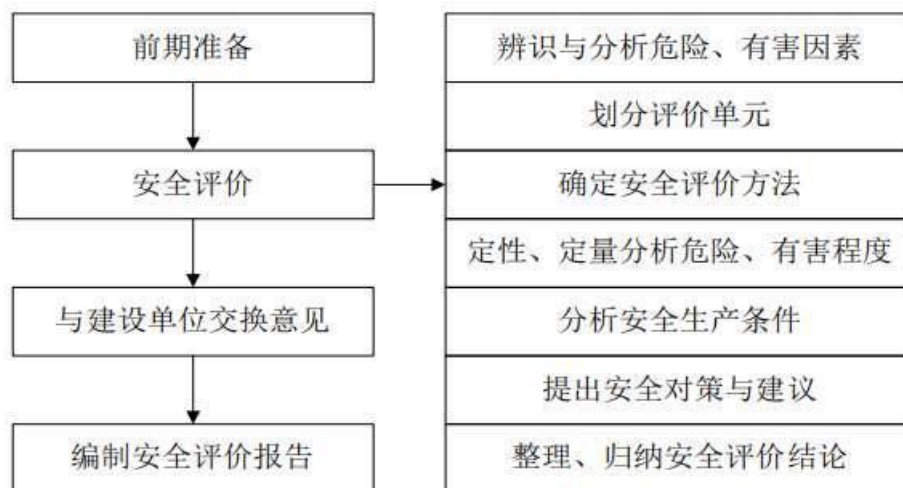 前期准备
安全评价
与建设单位交换意见
编制安全评价报告
辨识与分析危险、有害因素
划分评价单元
确定安全评价方法
定性、定量分析危险、有害程度
分析安全生产条件
提出安全对策与建议
整理、归纳安全评价结论